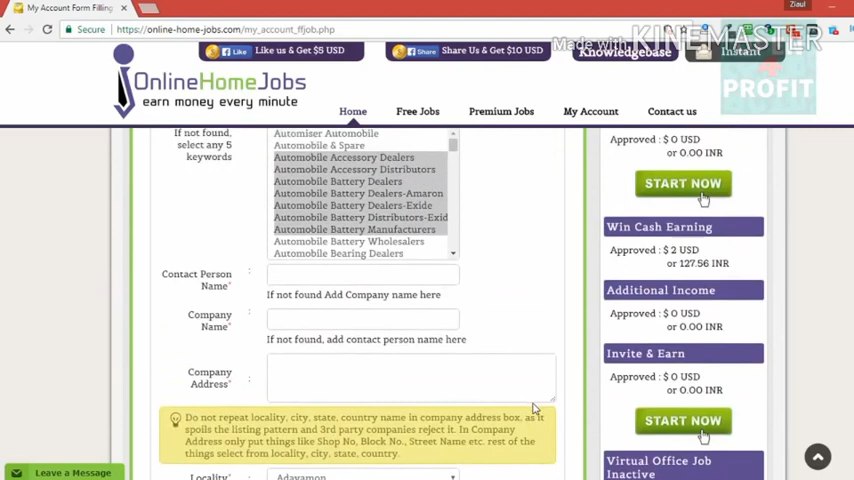 My Account Form Filling
Ziaul
Secure
https://online-home-jobs.com/my_account_ffjob.php
Like
Like us & Get $5 USD
Share
Share Us & Get $10 USD
Knowledgebase
Instant
Made with KINEMASTER
4
PROFIT
OnlineHomeJobs
earn money every minute
Home
Free Jobs
Premium Jobs
My Account
Contact us
If not found,
select any 5
keywords
Automiser Automobile
Automobile & Spare
Automobile Accessory Dealers
Automobile Accessory Distributors
Automobile Battery Dealers
Automobile Battery Dealers-Amaron
Automobile Battery Dealers-Exide
Automobile Battery Distributors-Exid
Automobile Battery Manufacturers
Automobile Battery Wholesalers
Automobile Bearing Dealers
Contact Person
Name* :
If not found Add Company name here
Company
Name* :
If not found, add contact person name here
Company
Address* :
Do not repeat locality, city, state, country name in company address box, as it
spoils the listing pattern and 3rd party companies reject it. In Company
Address only put things like Shop No, Block No., Street Name etc. rest of the
things select from locality, city, state, country.
Locality* :
Adayamon
Approved : $ 0 USD
or 0.00 INR
START NOW
Win Cash Earning
Approved : $ 2 USD
or 127.56 INR
Additional Income
Approved : $ 0 USD
or 0.00 INR
Invite & Earn
Approved : $ 0 USD
or 0.00 INR
START NOW
Virtual Office Job
Inactive
Leave a Message